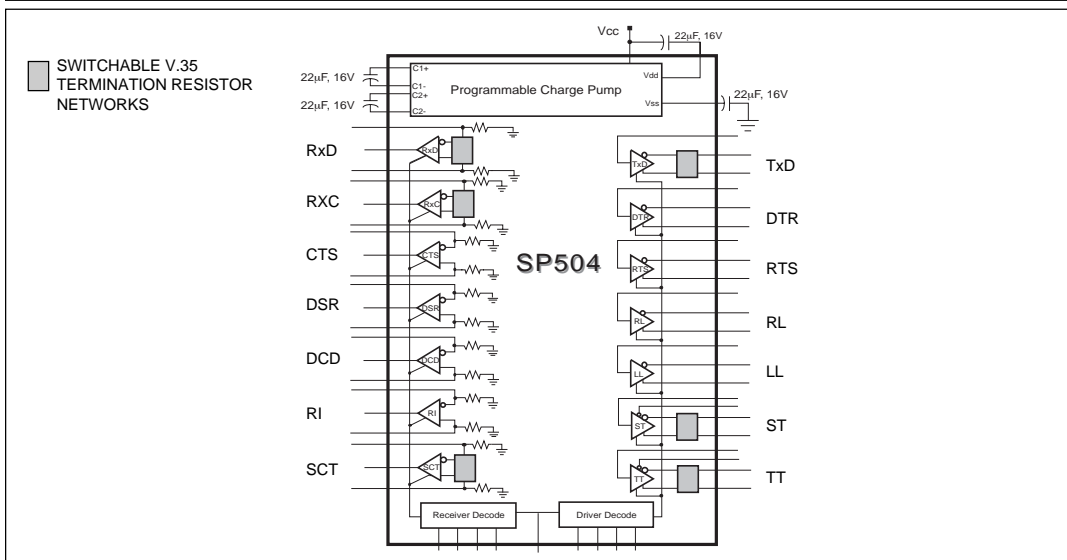 SWITCHABLE V.35
TERMINATION RESISTOR
NETWORKS
Vcc
22µF, 16V
22µF, 16V
22µF, 16V
C1+
C1-
C2+
C2-
Programmable Charge Pump
Vdd
Vss
22µF, 16V
RxD
RxD
TxD
TxD
RXC
RxC
DTR
DTR
CTS
CTS
SP504
RTS
RTS
DSR
DSR
RL
RL
DCD
DCD
LL
LL
RI
RI
ST
ST
SCT
SCT
TT
TT
Receiver Decode
Driver Decode